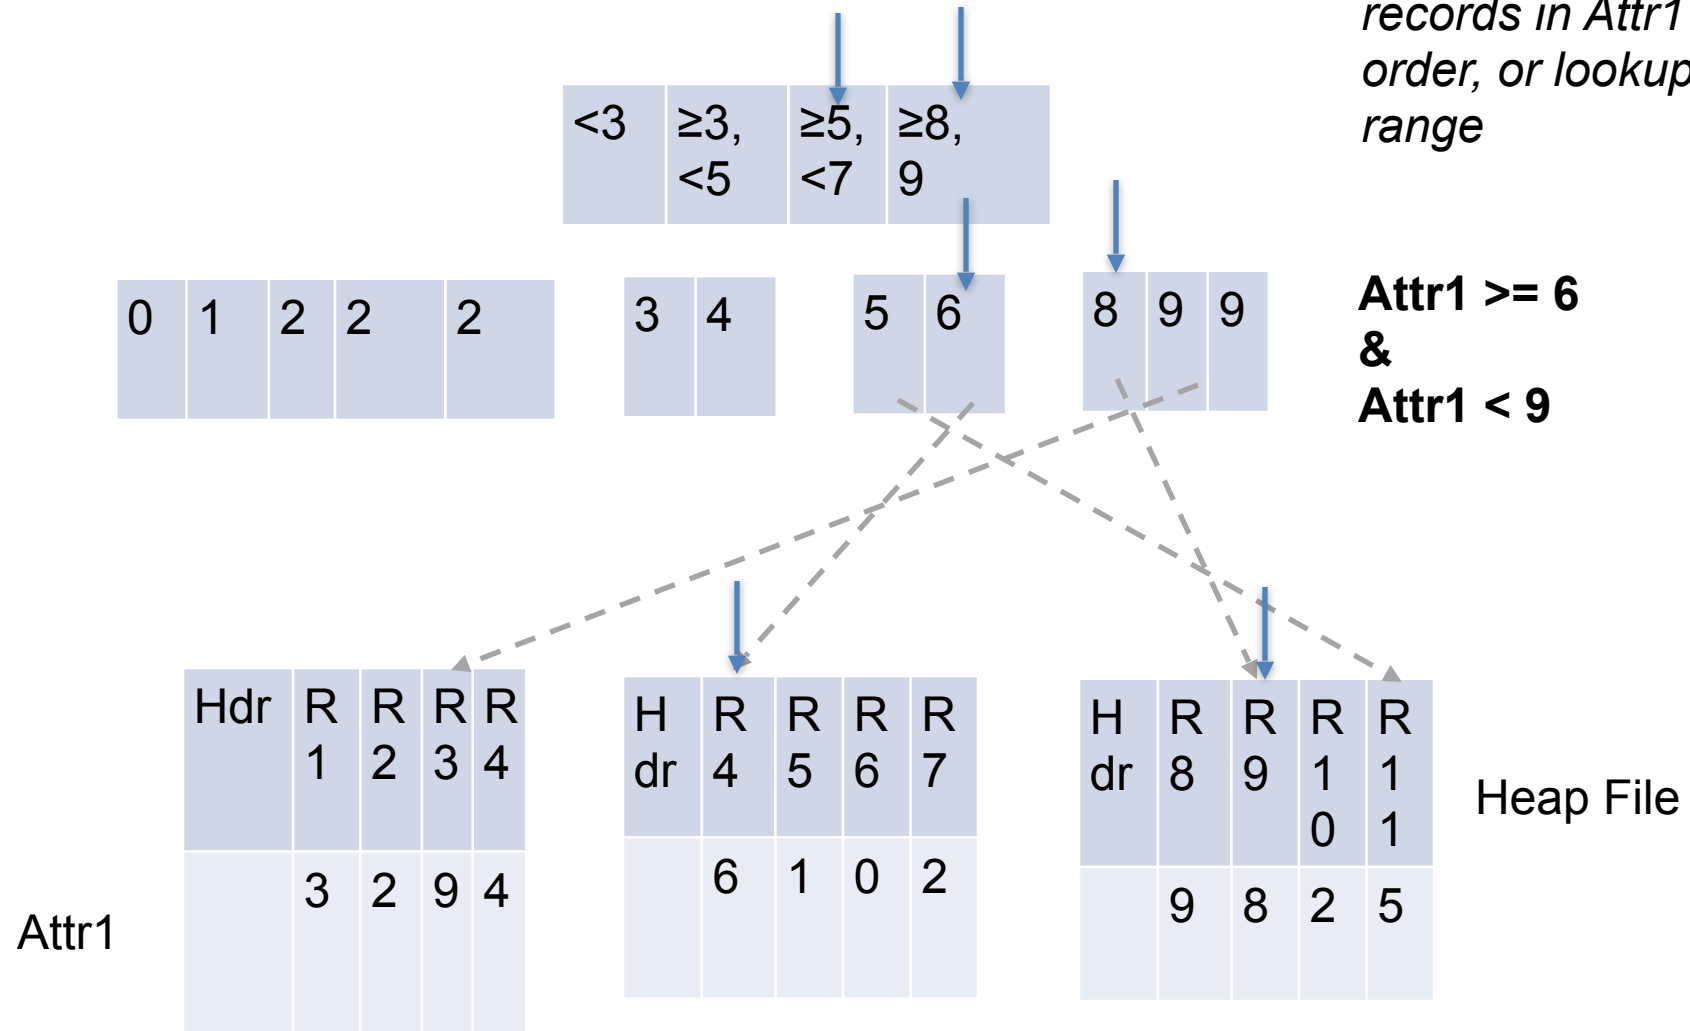 records in Attr1
order, or lookup
range
<3 ≥3, ≥5, ≥8,
<5 <7 9
0 1 2 2 2 3 4 5 6 8 9 9
Attr1 >= 6
&
Attr1 < 9
Hdr R R R R H R R R R H R R R R
1 2 3 4 dr 4 5 6 7 dr 8 9 1 1
0 1
Heap File
3 2 9 4 6 1 0 2 9 8 2 5
Attr1